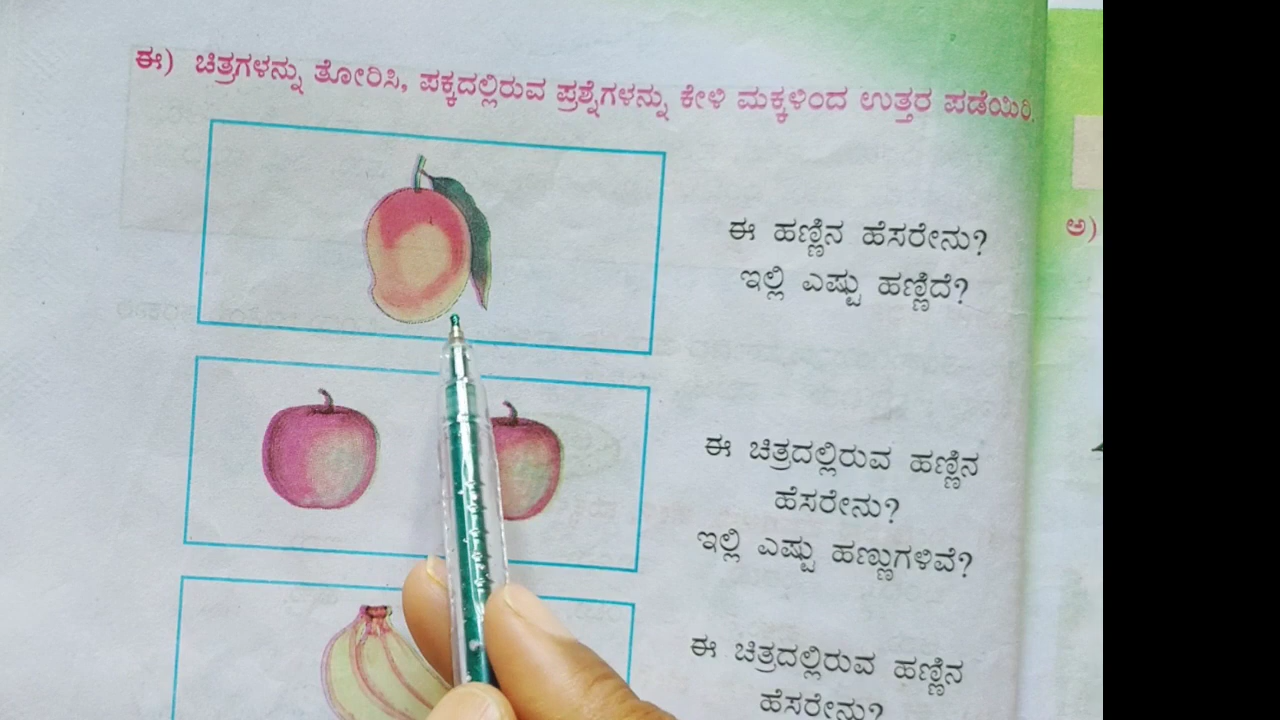 ಈ) ಚಿತ್ರಗಳನ್ನು ತೋರಿಸಿ, ಪಕ್ಕದಲ್ಲಿರುವ ಪ್ರಶ್ನೆಗಳನ್ನು ಕೇಳಿ ಮಕ್ಕಳಿಂದ ಉತ್ತರ ಪಡೆಯಿರಿ.
ಈ ಹಣ್ಣಿನ ಹೆಸರೇನು?
ಇಲ್ಲಿ ಎಷ್ಟು ಹಣ್ಣಿದೆ?
ಈ ಚಿತ್ರದಲ್ಲಿರುವ ಹಣ್ಣಿನ
ಹೆಸರೇನು?
ಇಲ್ಲಿ ಎಷ್ಟು ಹಣ್ಣುಗಳಿವೆ?
ಈ ಚಿತ್ರದಲ್ಲಿರುವ ಹಣ್ಣಿನ
ಹೆಸರೇನು?
ಅ)